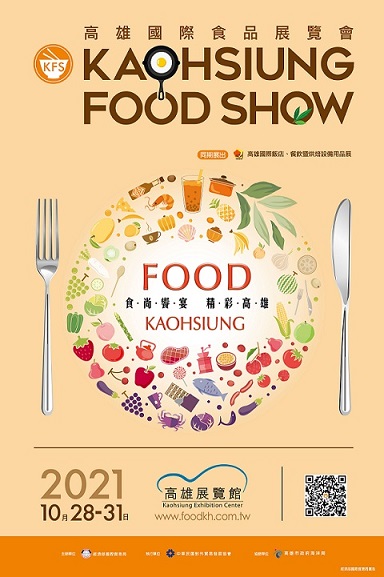 高雄國際食品展覽會
KFS
KAOHSIUNG
FOOD SHOW
同期展出 高雄國際飯店、餐飲暨烘焙設備用品展
FOOD
食‧尚‧饗‧宴 精‧彩‧高‧雄
KAOHSIUNG
2021
10月28-31日
高雄展覽館
Kaohsiung Exhibition Center
www.foodkh.com.tw